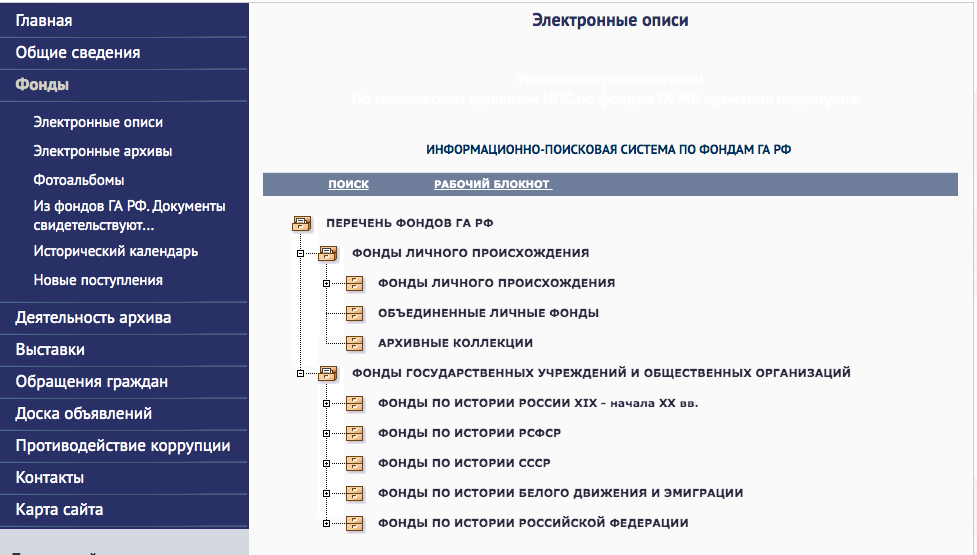 Главная
Общие сведения
Фонды
Электронные описи
Электронные архивы
Фотоальбомы
Из фондов ГА РФ. Документы
свидетельствуют...
Исторический календарь
Новые поступления
Деятельность архива
Выставки
Обращения граждан
Доска объявлений
Противодействие коррупции
Контакты
Карта сайта
Электронные описи
Уважаемые пользователи!
По техническим причинам ИПС по фондам ГА РФ временно недоступна.
ИНФОРМАЦИОННО-ПОИСКОВАЯ СИСТЕМА ПО ФОНДАМ ГА РФ
ПОИСК РАБОЧИЙ БЛОКНОТ
ПЕРЕЧЕНЬ ФОНДОВ ГА РФ
ФОНДЫ ЛИЧНОГО ПРОИСХОЖДЕНИЯ
ФОНДЫ ЛИЧНОГО ПРОИСХОЖДЕНИЯ
ОБЪЕДИНЕННЫЕ ЛИЧНЫЕ ФОНДЫ
АРХИВНЫЕ КОЛЛЕКЦИИ
ФОНДЫ ГОСУДАРСТВЕННЫХ УЧРЕЖДЕНИЙ И ОБЩЕСТВЕННЫХ ОРГАНИЗАЦИЙ
ФОНДЫ ПО ИСТОРИИ РОССИИ XIX - начала XX вв.
ФОНДЫ ПО ИСТОРИИ РСФСР
ФОНДЫ ПО ИСТОРИИ СССР
ФОНДЫ ПО ИСТОРИИ БЕЛОГО ДВИЖЕНИЯ И ЭМИГРАЦИИ
ФОНДЫ ПО ИСТОРИИ РОССИЙСКОЙ ФЕДЕРАЦИИ